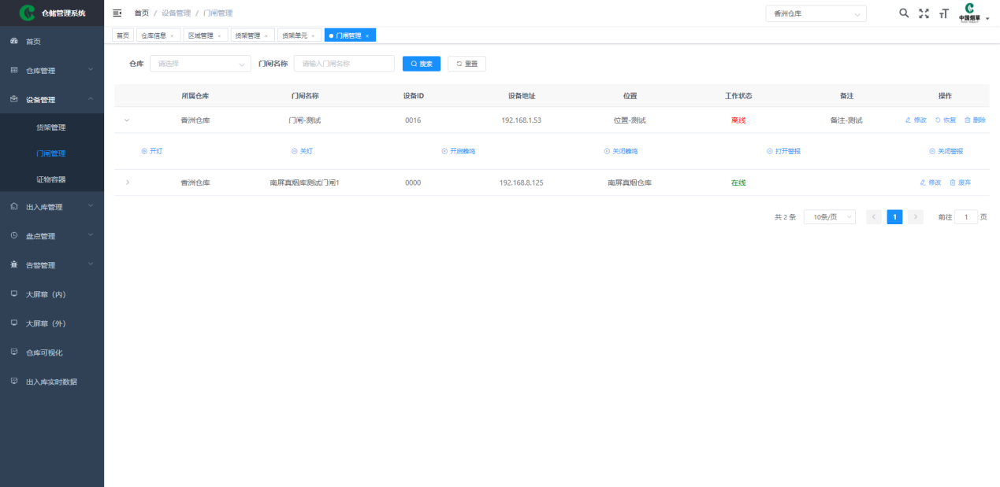 仓储管理系统
首页 / 设备管理 / 门闸管理
香洲仓库
中国烟草
首页 仓库信息 × 区域管理 × 货架管理 × 货架单元 × 门闸管理 ×
首页
仓库管理
设备管理
货架管理
门闸管理
证物容器
出入库管理
盘点管理
告警管理
大屏幕（内）
大屏幕（外）
仓库可视化
出入库实时数据
仓库 请选择 门闸名称 请输入门闸名称 搜索 重置
所属仓库 门闸名称 设备ID 设备地址 位置 工作状态 备注 操作
香洲仓库 门闸-测试 0016 192.168.1.53 位置-测试 离线 备注-测试 修改 恢复 删除
开灯 关灯 开启蜂鸣 关闭蜂鸣 打开警报 关闭警报
香洲仓库 南屏真烟库测试门闸1 0000 192.168.8.125 南屏真烟仓库 在线 修改 废弃
共 2 条 10条/页 1 前往 1 页